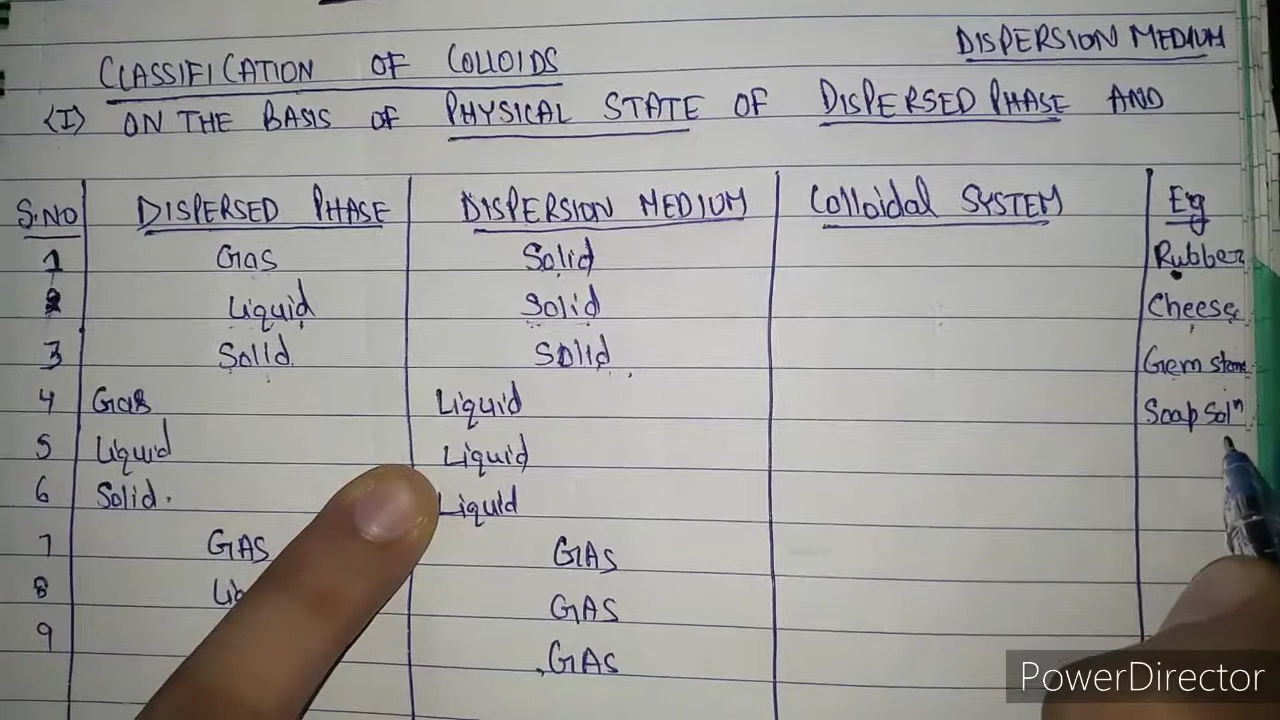 DISPERSION MEDIUM
CLASSIFICATION OF COLLOIDS
(I) ON THE BASIS OF PHYSICAL STATE OF DISPERSED PHASE AND
S.NO DISPERSED PHASE DISPERSION MEDIUM Colloidal SYSTEM Eg
1 Gas Solid Rubber
2 Liquid Solid Cheese
3 Solid Solid Gem stone
4 Gas Liquid Soap Solⁿ
5 Liquid Liquid
6 Solid. Liquid
7 GAS GAS
8 GAS
9 GAS
PowerDirector